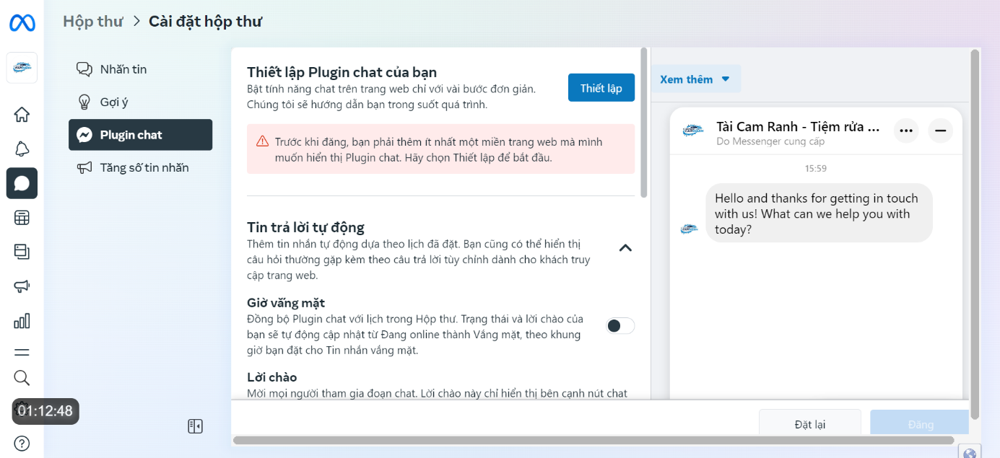 Hộp thư > Cài đặt hộp thư
Nhắn tin
Gợi ý
Plugin chat
Tăng số tin nhắn
Thiết lập Plugin chat của bạn
Bật tính năng chat trên trang web chỉ với vài bước đơn giản.
Chúng tôi sẽ hướng dẫn bạn trong suốt quá trình.
Thiết lập
Trước khi đăng, bạn phải thêm ít nhất một miền trang web mà mình
muốn hiển thị Plugin chat. Hãy chọn Thiết lập để bắt đầu.
Tin trả lời tự động
Thêm tin nhắn tự động dựa theo lịch đã đặt. Bạn cũng có thể hiển thị
câu hỏi thường gặp kèm theo câu trả lời tùy chỉnh dành cho khách truy
cập trang web.
Giờ vắng mặt
Đồng bộ Plugin chat với lịch trong Hộp thư. Trạng thái và lời chào của
bạn sẽ tự động cập nhật từ Đang online thành Vắng mặt, theo khung
giờ bạn đặt cho Tin nhắn vắng mặt.
Lời chào
Mời mọi người tham gia đoạn chat. Lời chào này chỉ hiển thị bên cạnh nút chat
Xem thêm
Tài Cam Ranh - Tiệm rửa ...
Do Messenger cung cấp
15:59
Hello and thanks for getting in touch
with us! What can we help you with
today?
Đặt lại
Đăng
01:12:48